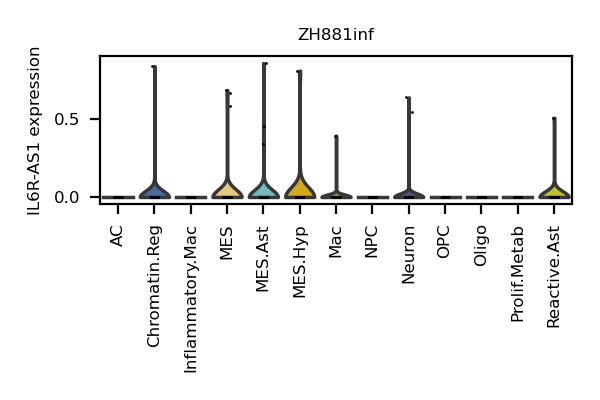 ZH881inf
IL6R-AS1 expression
0.5
0.0
AC
Chromatin.Reg
Inflammatory.Mac
MES
MES.Ast
MES.Hyp
Mac
NPC
Neuron
OPC
Oligo
Prolif.Metab
Reactive.Ast